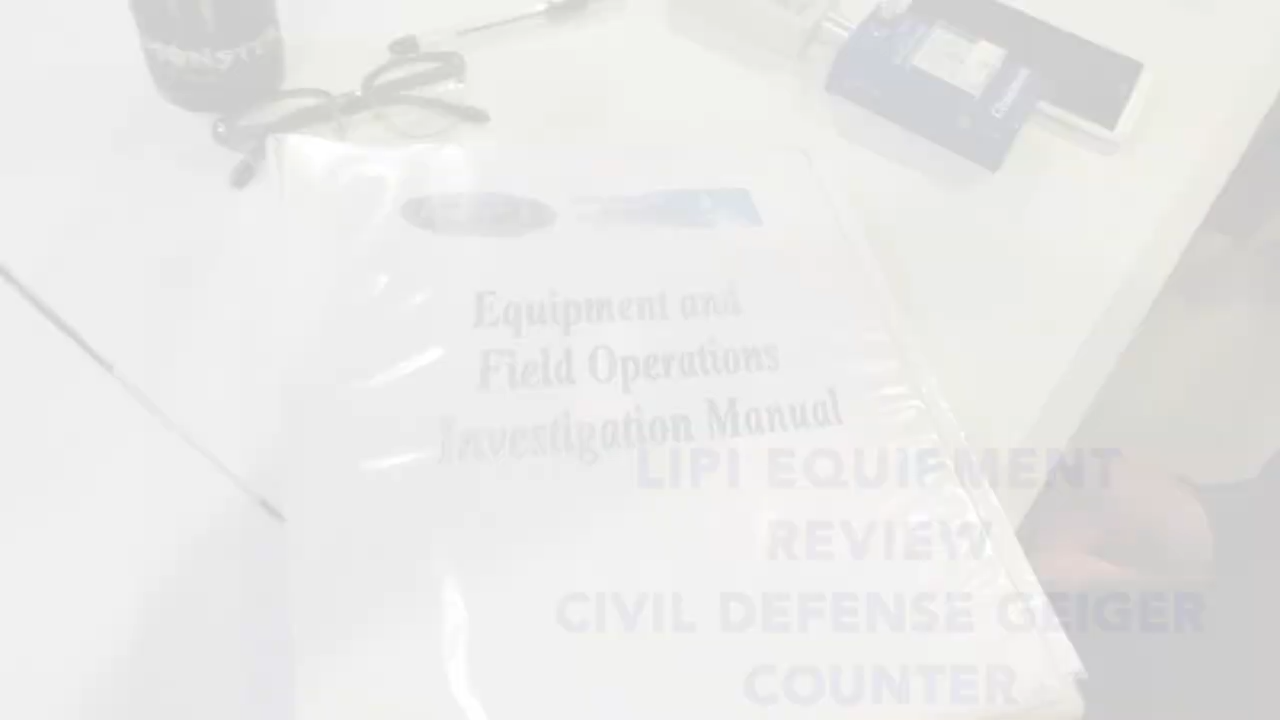 Equipment and
Field Operations
Investigation Manual
LIPI EQUIPMENT
REVIEW
CIVIL DEFENSE GEIGER
COUNTER